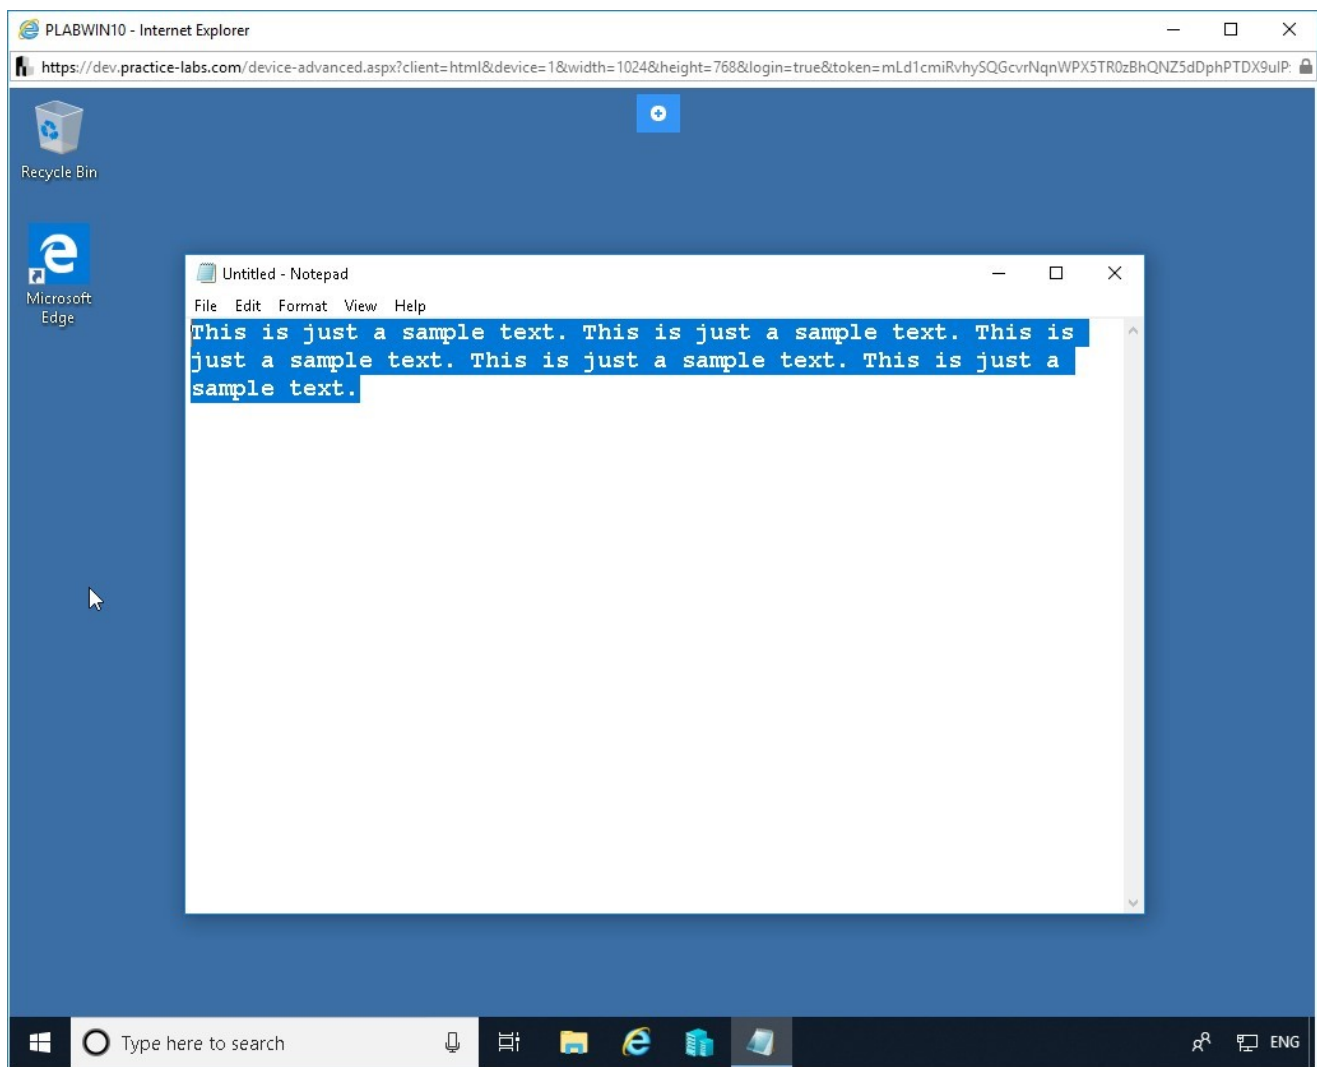 PLABWIN10 - Internet Explorer
https://dev.practice-labs.com/device-advanced.aspx?client=html&device=1&width=1024&height=768&login=true&token=
Recycle Bin
Microsoft
Edge
Untitled - Notepad
File Edit Format View Help
This is just a sample text. This is just a sample text. This is
just a sample text. This is just a sample text. This is just a
sample text.
Type here to search
ENG